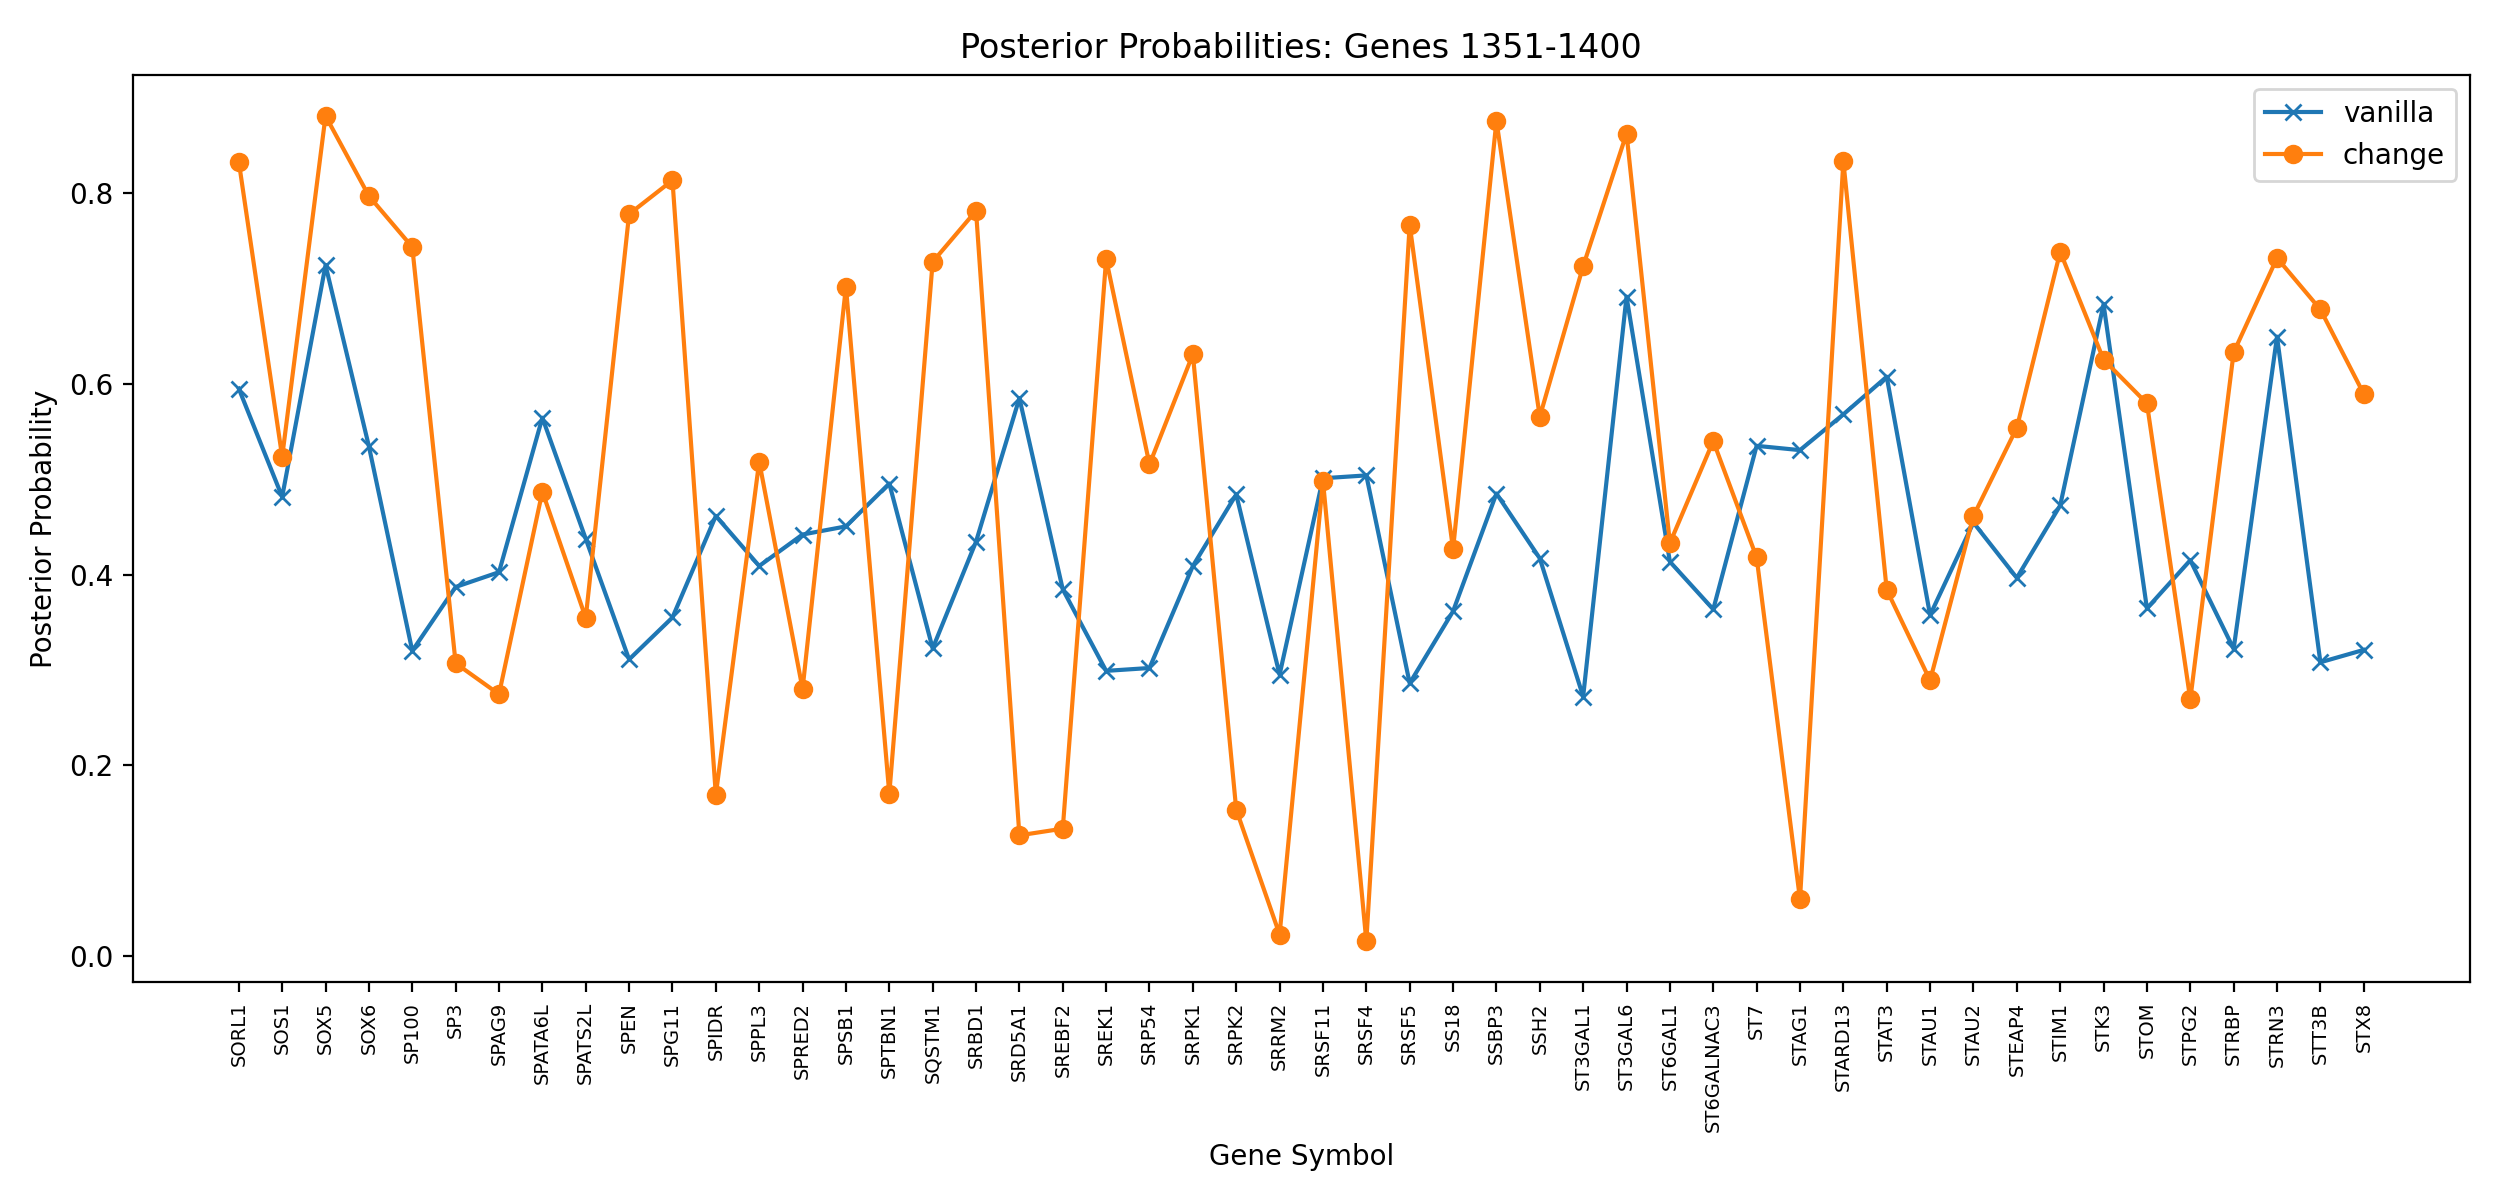 Posterior Probabilities: Genes 1351-1400
vanilla
change
Posterior Probability
0.8
0.6
0.4
0.2
0.0
SORL1
SOS1
SOX5
SOX6
SP100
SP3
SPAG9
SPATA6L
SPATS2L
SPEN
SPG11
SPIDR
SPPL3
SPRED2
SPSB1
SPTBN1
SQSTM1
SRBD1
SRD5A1
SREBF2
SREK1
SRP54
SRPK1
SRPK2
SRRM2
SRSF11
SRSF4
SRSF5
SS18
SSBP3
SSH2
ST3GAL1
ST3GAL6
ST6GAL1
ST6GALNAC3
ST7
STAG1
STARD13
STAT3
STAU1
STAU2
STEAP4
STIM1
STK3
STOM
STPG2
STRBP
STRN3
STT3B
STX8
Gene Symbol